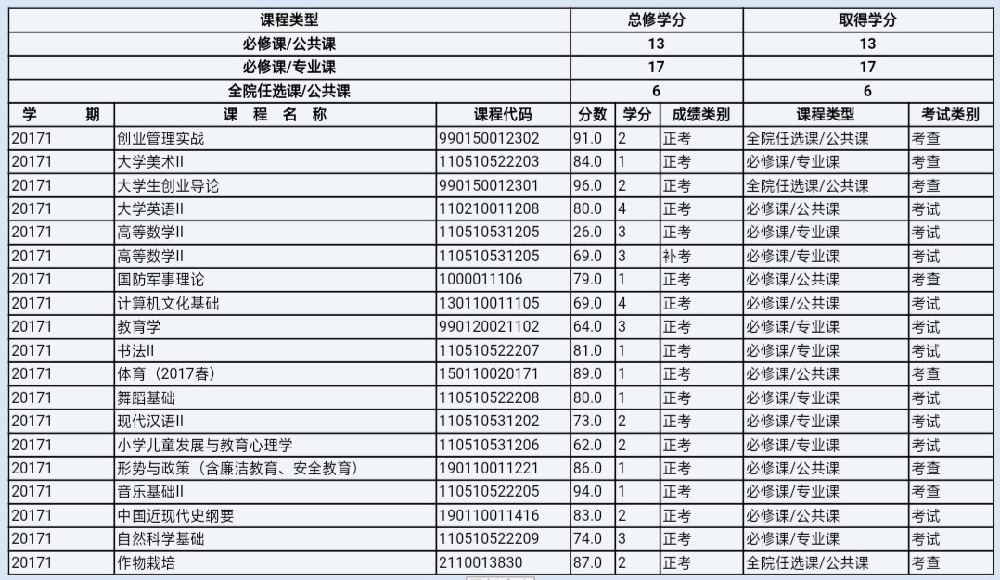 课程类型 总修学分 取得学分
必修课/公共课 13 13
必修课/专业课 17 17
全院任选课/公共课 6 6
学 期 课 程 名 称 课程代码 分数 学分 成绩类别 课程类型 考试类别
20171 创业管理实战 990150012302 91.0 2 正考 全院任选课/公共课 考查
20171 大学美术II 110510522203 84.0 1 正考 必修课/专业课 考查
20171 大学生创业导论 990150012301 96.0 2 正考 全院任选课/公共课 考查
20171 大学英语II 110210011208 80.0 4 正考 必修课/公共课 考试
20171 高等数学II 110510531205 26.0 3 正考 必修课/专业课 考试
20171 高等数学II 110510531205 69.0 3 补考 必修课/专业课 考试
20171 国防军事理论 1000011106 79.0 1 正考 必修课/公共课 考查
20171 计算机文化基础 130110011105 69.0 4 正考 必修课/公共课 考试
20171 教育学 990120021102 64.0 3 正考 必修课/专业课 考试
20171 书法II 110510522207 81.0 1 正考 必修课/专业课 考试
20171 体育（2017春） 150110020171 89.0 1 正考 必修课/公共课 考查
20171 舞蹈基础 110510522208 80.0 1 正考 必修课/专业课 考试
20171 现代汉语II 110510531202 73.0 2 正考 必修课/专业课 考试
20171 小学儿童发展与教育心理学 110510531206 62.0 2 正考 必修课/专业课 考试
20171 形势与政策（含廉洁教育、安全教育） 190110011221 86.0 1 正考 必修课/公共课 考查
20171 音乐基础II 110510522205 94.0 1 正考 必修课/专业课 考查
20171 中国近现代史纲要 190110011416 83.0 2 正考 必修课/公共课 考试
20171 自然科学基础 110510522209 74.0 3 正考 必修课/专业课 考试
20171 作物栽培 2110013830 87.0 2 正考 全院任选课/公共课 考查